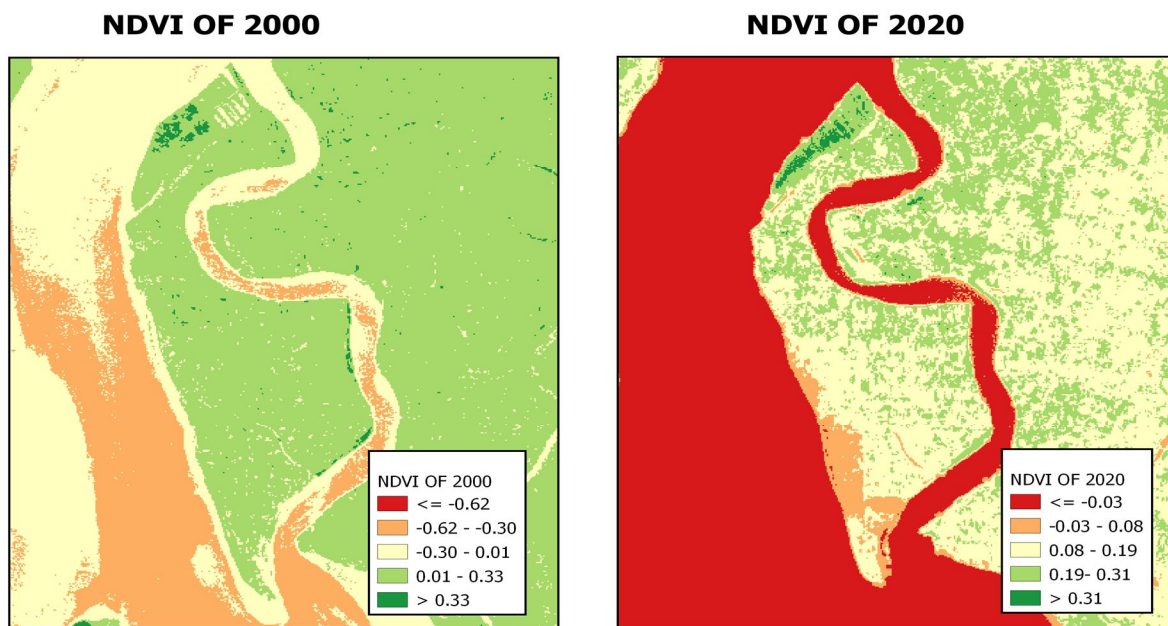 NDVI OF 2000
NDVI OF 2020
NDVI OF 2000
<= -0.62
-0.62 - -0.30
-0.30 - 0.01
0.01 - 0.33
> 0.33
NDVI OF 2020
<= -0.03
-0.03 - 0.08
0.08 - 0.19
0.19- 0.31
> 0.31